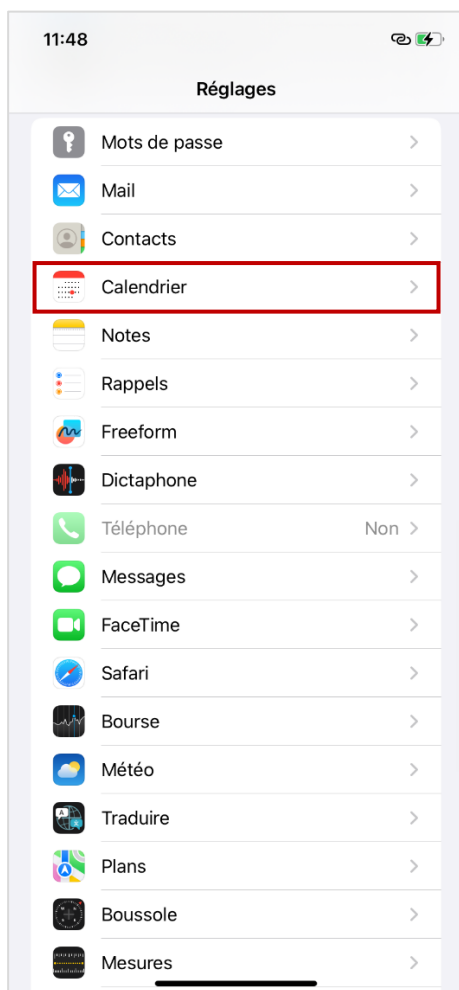 11:48
Réglages
Mots de passe
Mail
Contacts
Calendrier
Notes
Rappels
Freeform
Dictaphone
Téléphone Non
Messages
FaceTime
Safari
Bourse
Météo
Traduire
Plans
Boussole
Mesures